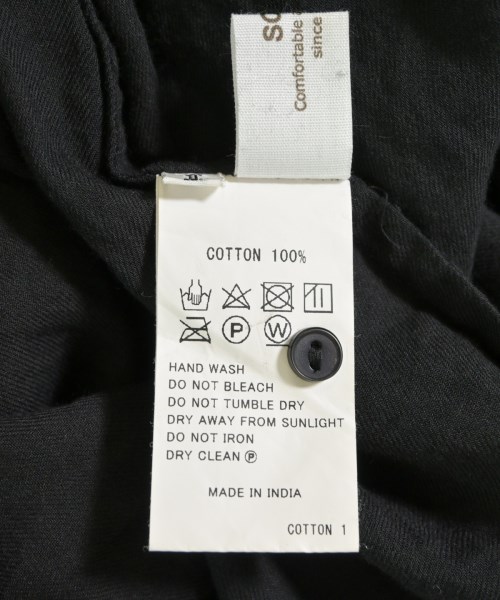 Comfortable
since
COTTON 100%
P W
HAND WASH
DO NOT BLEACH
DO NOT TUMBLE DRY
DRY AWAY FROM SUNLIGHT
DO NOT IRON
DRY CLEAN Ⓟ
MADE IN INDIA
COTTON 1